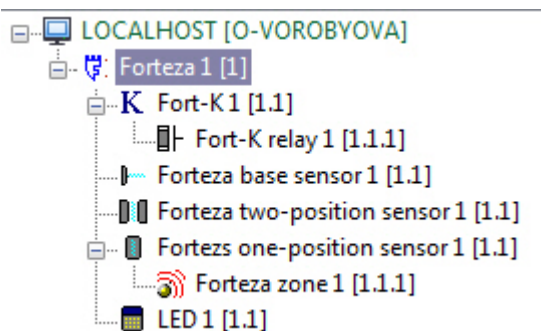 LOCALHOST [O-VOROBYOVA]
Forteza 1 [1]
K Fort-K 1 [1.1]
Fort-K relay 1 [1.1.1]
Forteza base sensor 1 [1.1]
Forteza two-position sensor 1 [1.1]
Fortezs one-position sensor 1 [1.1]
Forteza zone 1 [1.1.1]
LED 1 [1.1]